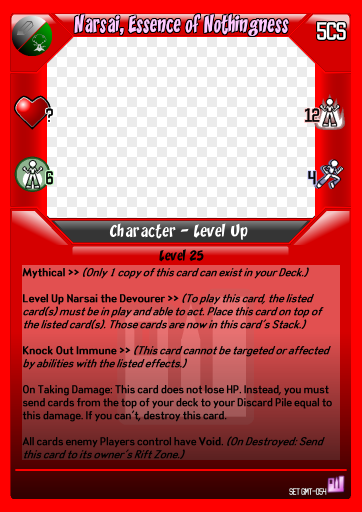 Narsai, Essence of Nothingness
5CS
?
12
6
4
Character - Level Up
Level 25
Mythical >> (Only 1 copy of this card can exist in your Deck.)
Level Up Narsai the Devourer >> (To play this card, the listed
card(s) must be in play and able to act. Place this card on top of
the listed card(s). Those cards are now in this card's Stack.)
Knock Out Immune >> (This card cannot be targeted or affected
by abilities with the listed effects.)
On Taking Damage: This card does not lose HP. Instead, you must
send cards from the top of your deck to your Discard Pile equal to
this damage. If you can't, destroy this card.
All cards enemy Players control have Void. (On Destroyed: Send
this card to its owner's Rift Zone.)
SET GMT-054